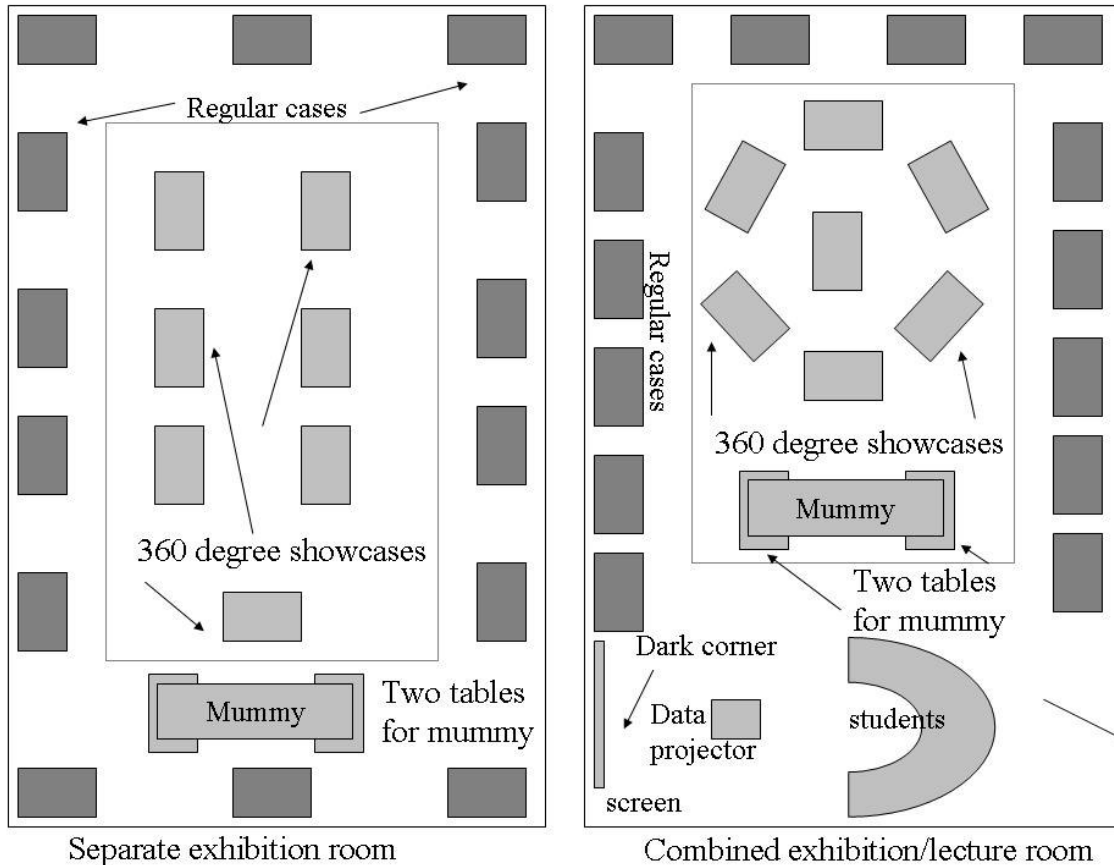 Regular cases
360 degree showcases
Mummy
Two tables
for mummy
Separate exhibition room
Regular cases
360 degree showcases
Mummy
Two tables
for mummy
Dark corner
Data
projector
students
screen
Combined exhibition/lecture room